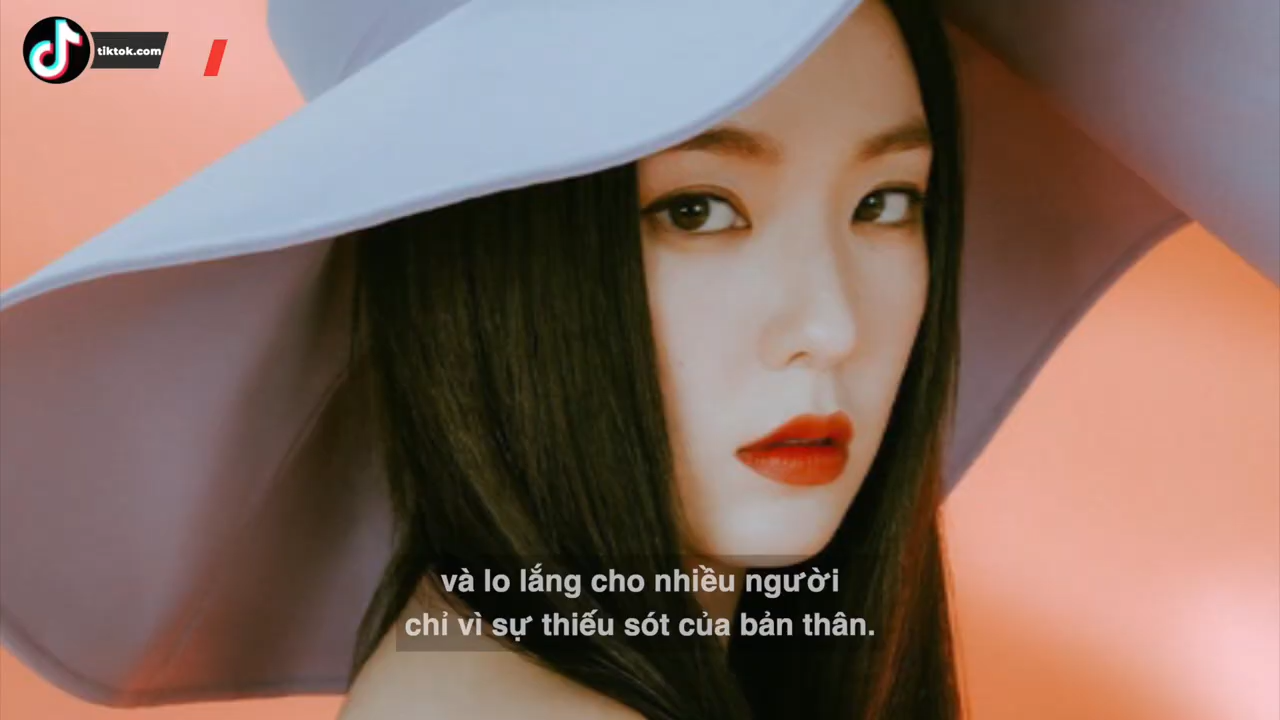 tiktok.com
và lo lắng cho nhiều người
chỉ vì sự thiếu sót của bản thân.